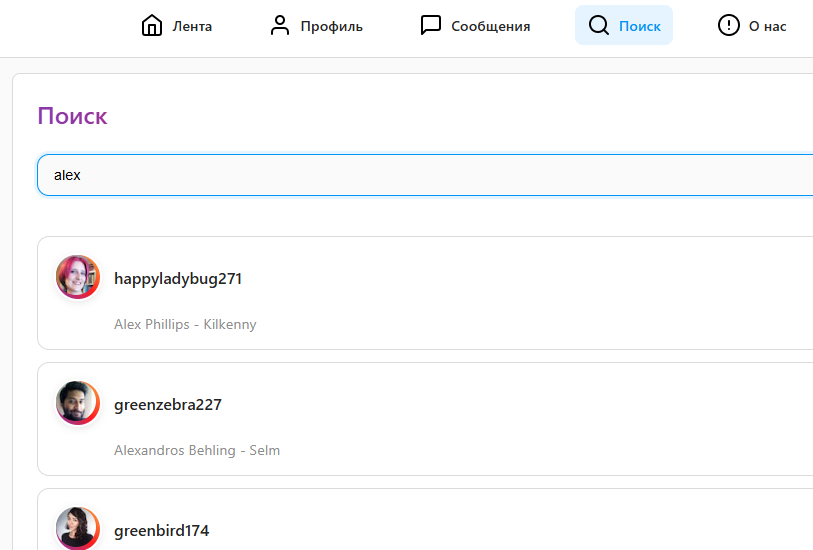 Лента Профиль Сообщения Поиск О нас
Поиск
alex
happyladybug271
Alex Phillips - Kilkenny
greenzebra227
Alexandros Behling - Selm
greenbird174